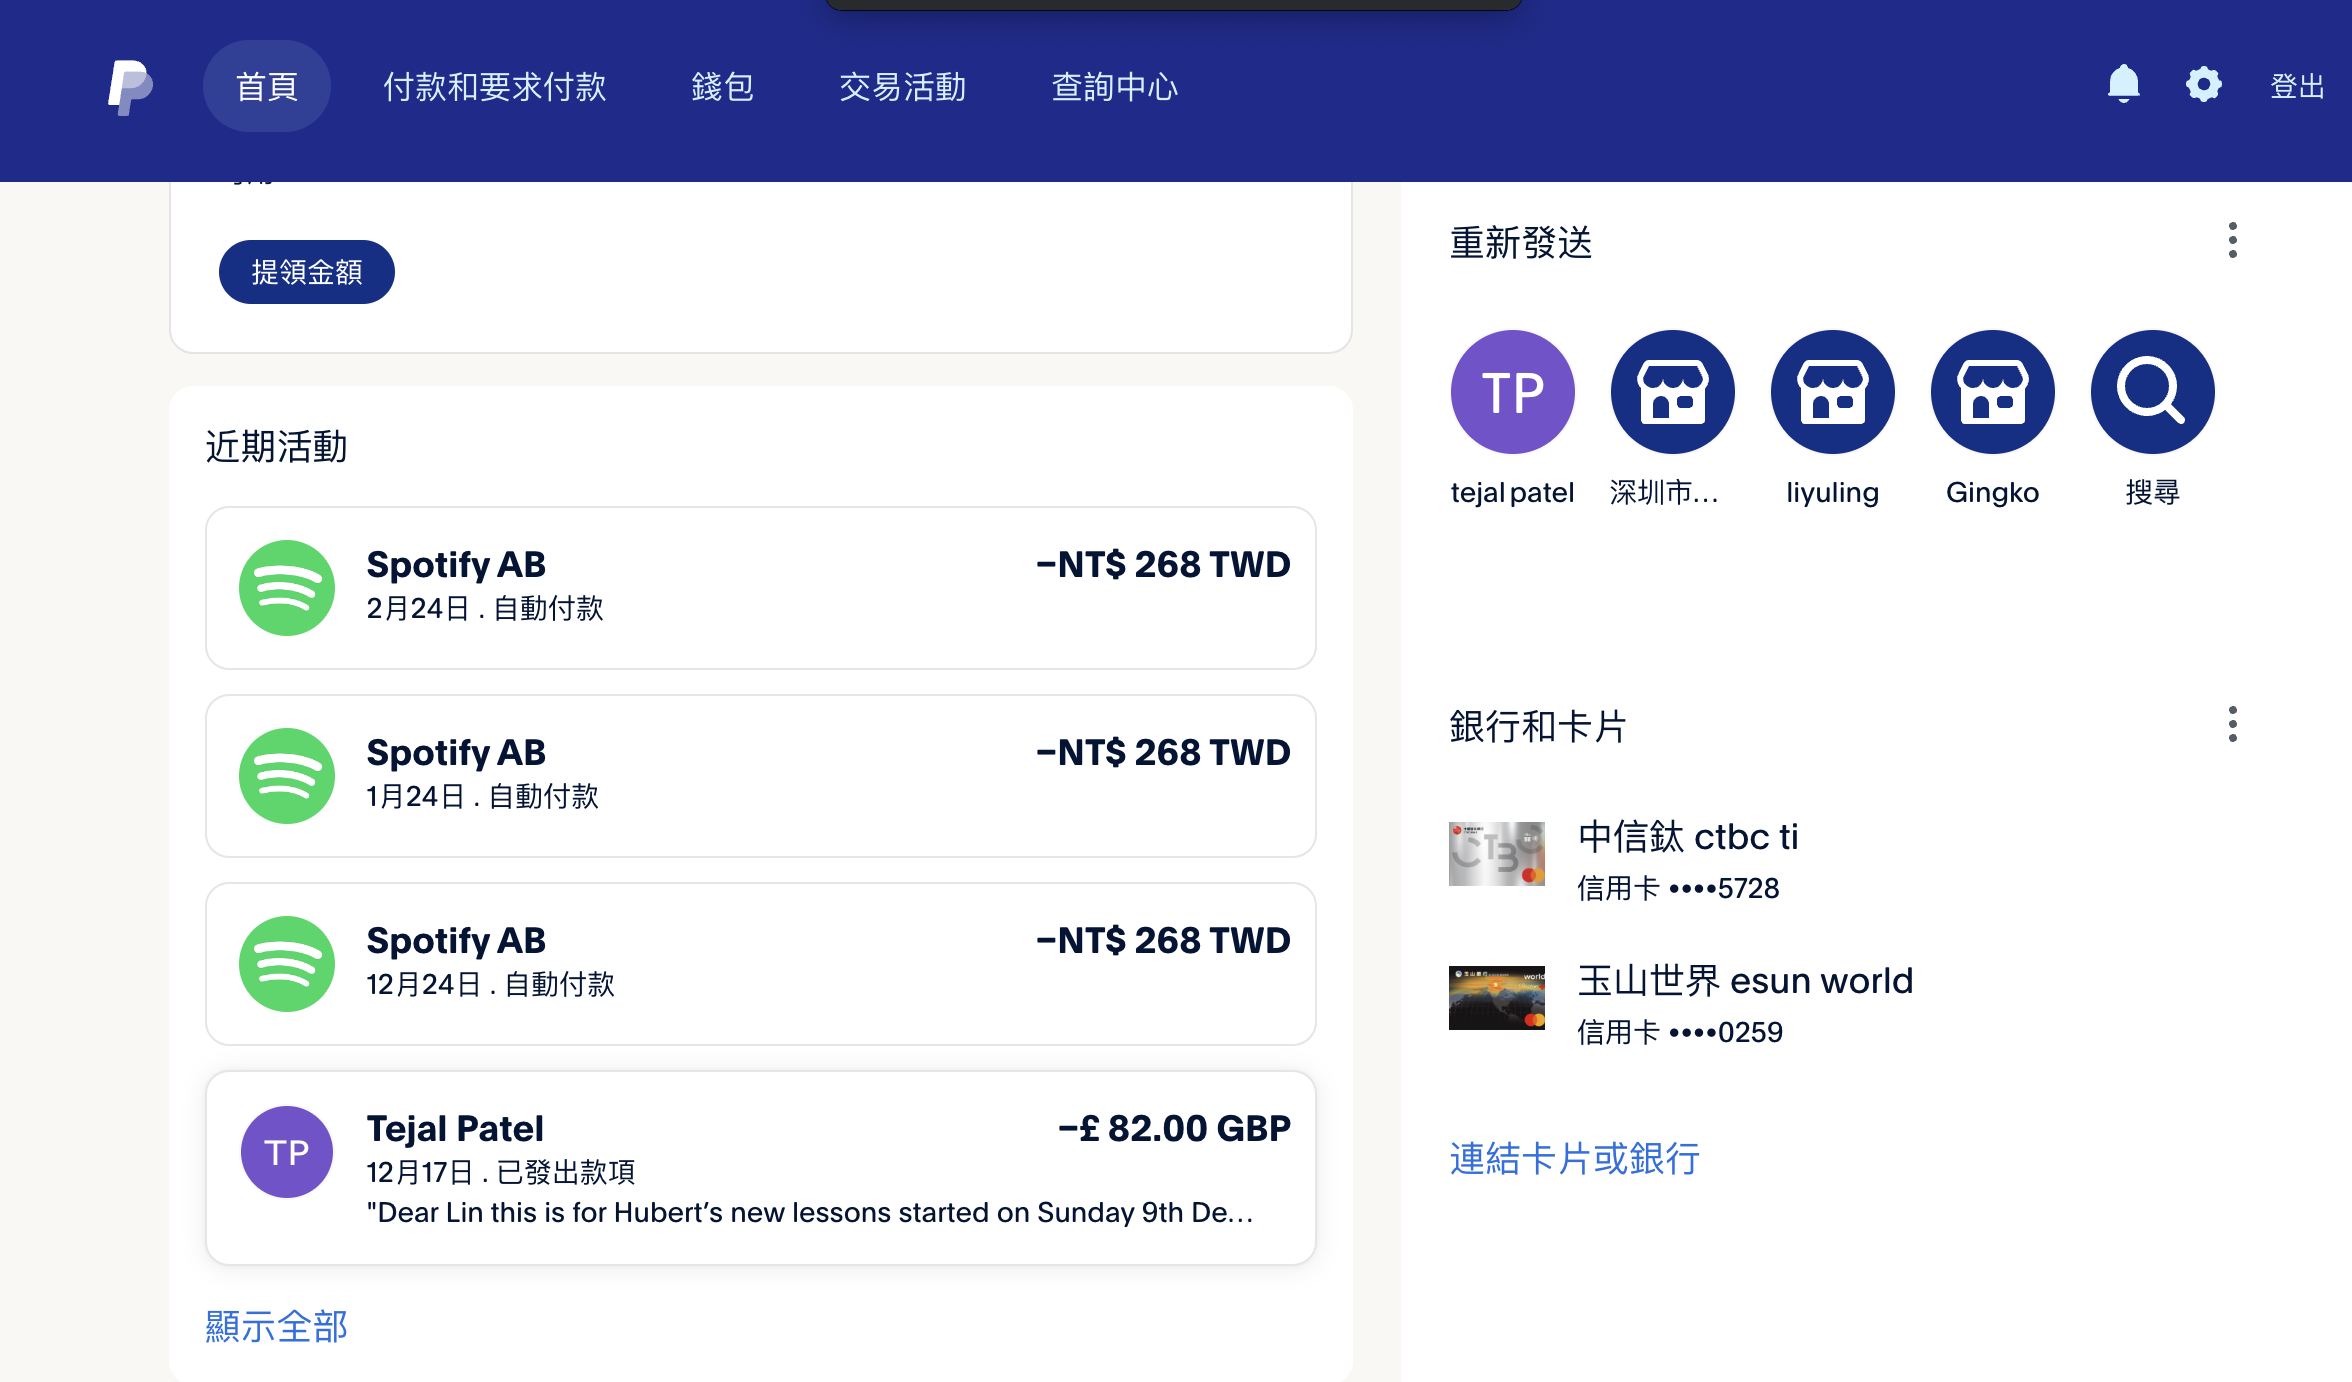 首頁
付款和要求付款
錢包
交易活動
查詢中心
登出
提領金額
近期活動
Spotify AB
−NT$ 268 TWD
2月24日 . 自動付款
Spotify AB
−NT$ 268 TWD
1月24日 . 自動付款
Spotify AB
−NT$ 268 TWD
12月24日 . 自動付款
TP
Tejal Patel
−£ 82.00 GBP
12月17日 . 已發出款項
"Dear Lin this is for Hubert’s new lessons started on Sunday 9th De…
顯示全部
重新發送
TP
tejal patel
深圳市…
liyuling
Gingko
搜尋
銀行和卡片
CTBC
中信鈦 ctbc ti
信用卡 ••••5728
玉山銀行
world
玉山世界 esun world
信用卡 ••••0259
連結卡片或銀行